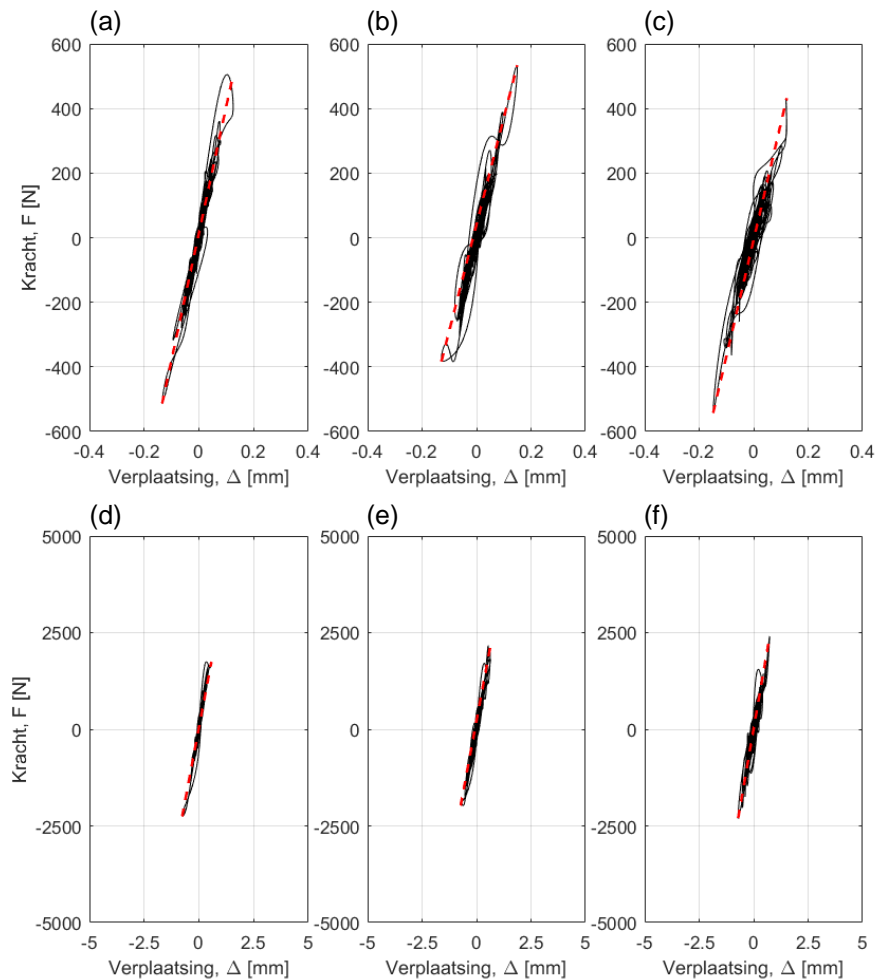 (a) (b) (c)
600 600 600
400 400 400
200 200 200
0 0 0
-200 -200 -200
-400 -400 -400
-600 -600 -600
Kracht, F [N]
-0.4 -0.2 0 0.2 0.4 -0.4 -0.2 0 0.2 0.4 -0.4 -0.2 0 0.2 0.4
Verplaatsing, Δ [mm] Verplaatsing, Δ [mm] Verplaatsing, Δ [mm]
(d) (e) (f)
5000 5000 5000
2500 2500 2500
0 0 0
-2500 -2500 -2500
-5000 -5000 -5000
Kracht, F [N]
-5 -2.5 0 2.5 5 -5 -2.5 0 2.5 5 -5 -2.5 0 2.5 5
Verplaatsing, Δ [mm] Verplaatsing, Δ [mm] Verplaatsing, Δ [mm]